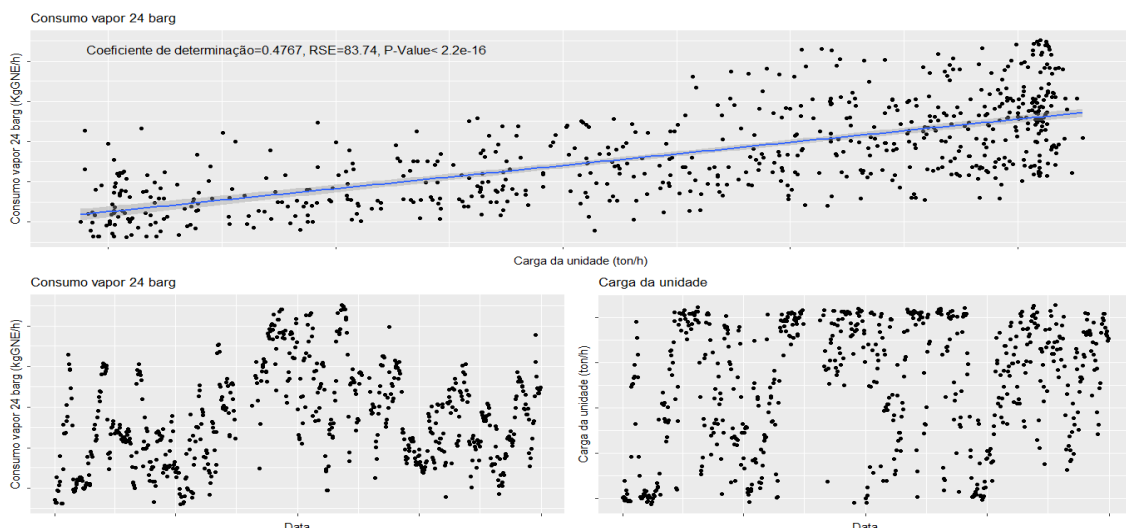 Consumo vapor 24 barg
Coeficiente de determinação=0.4767, RSE=83.74, P-Value< 2.2e-16
Consumo vapor 24 barg (KgGNE/h)
Carga da unidade (ton/h)
Consumo vapor 24 barg
Consumo vapor 24 barg (kgGNE/h)
Data
Carga da unidade
Carga da unidade (ton/h)
Data